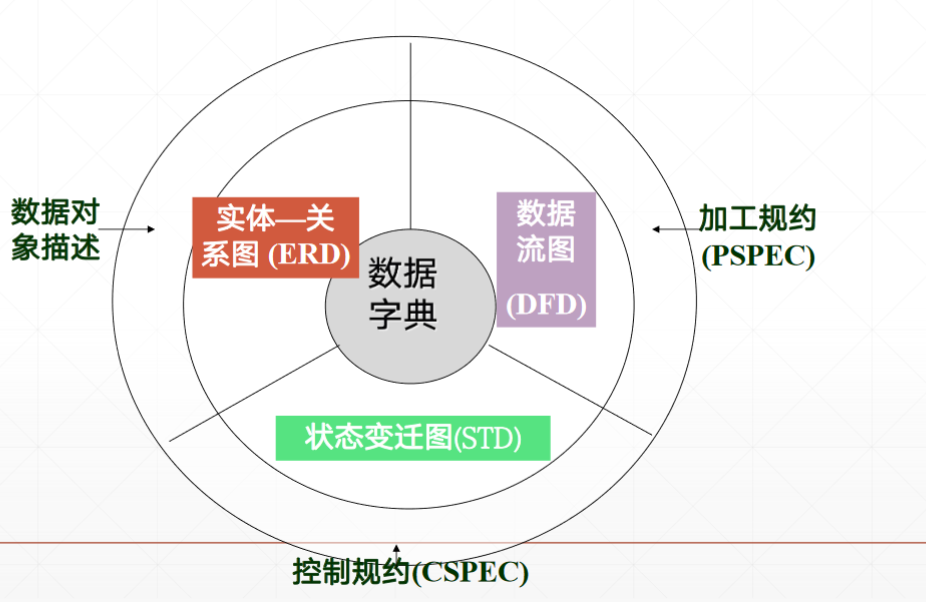 数据对
象描述
实体—关
系图 (ERD)
数据
字典
数据
流图
(DFD)
加工规约
(PSPEC)
状态变迁图(STD)
控制规约(CSPEC)